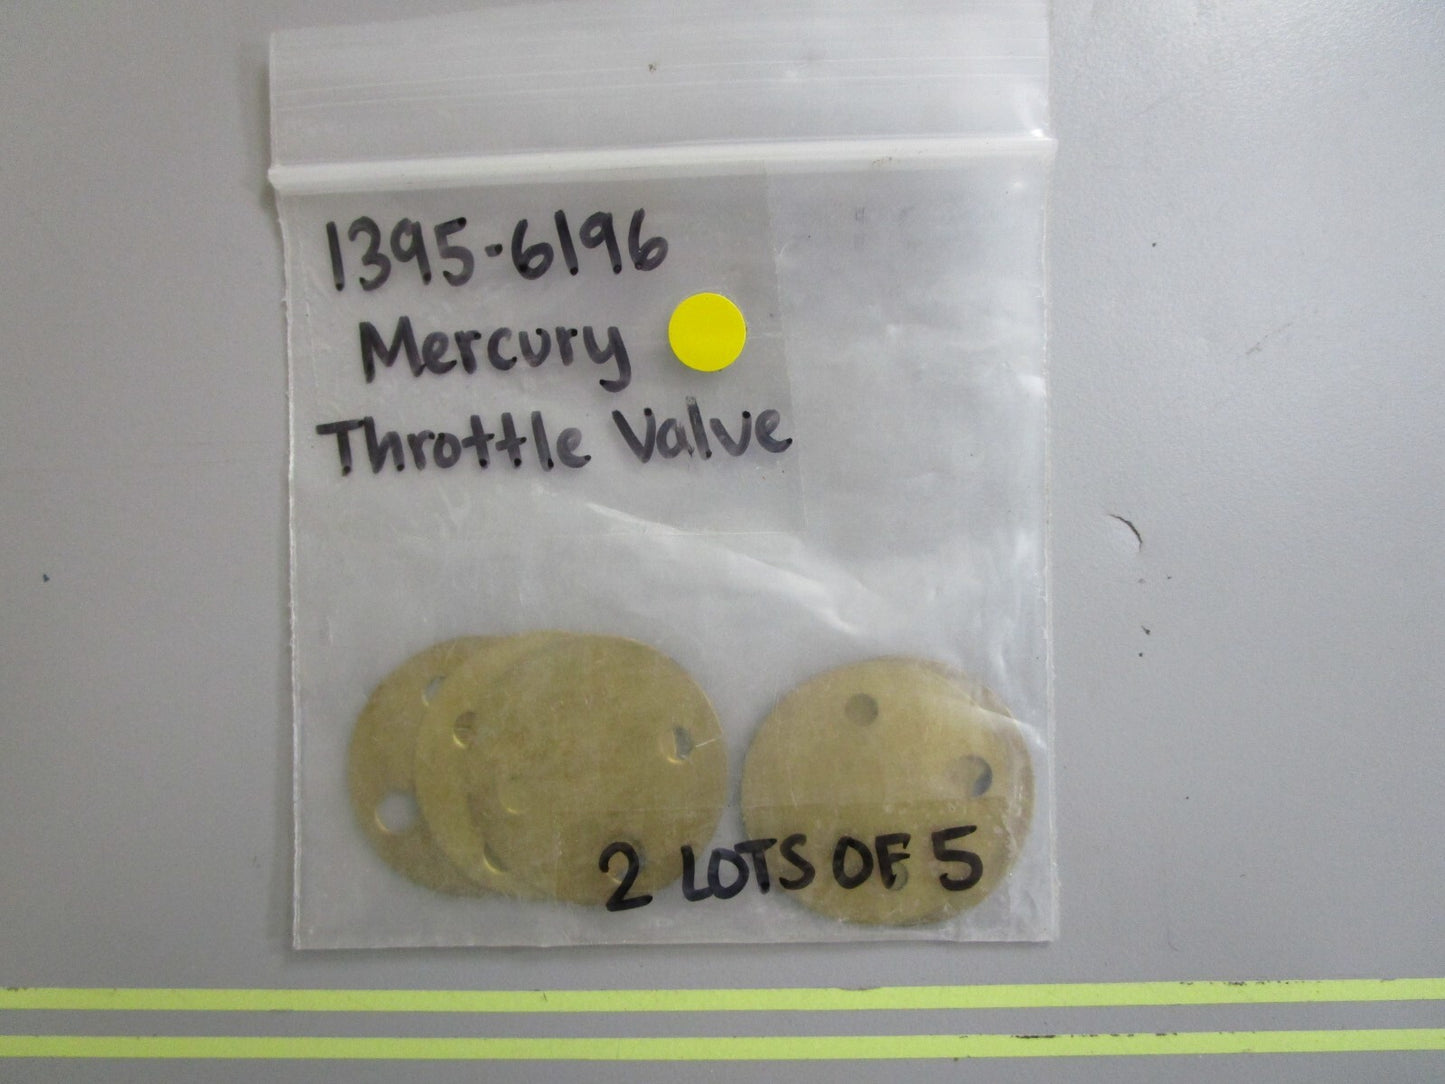 1395-6196
Mercury
Throttle Valve
2 LOTS OF 5